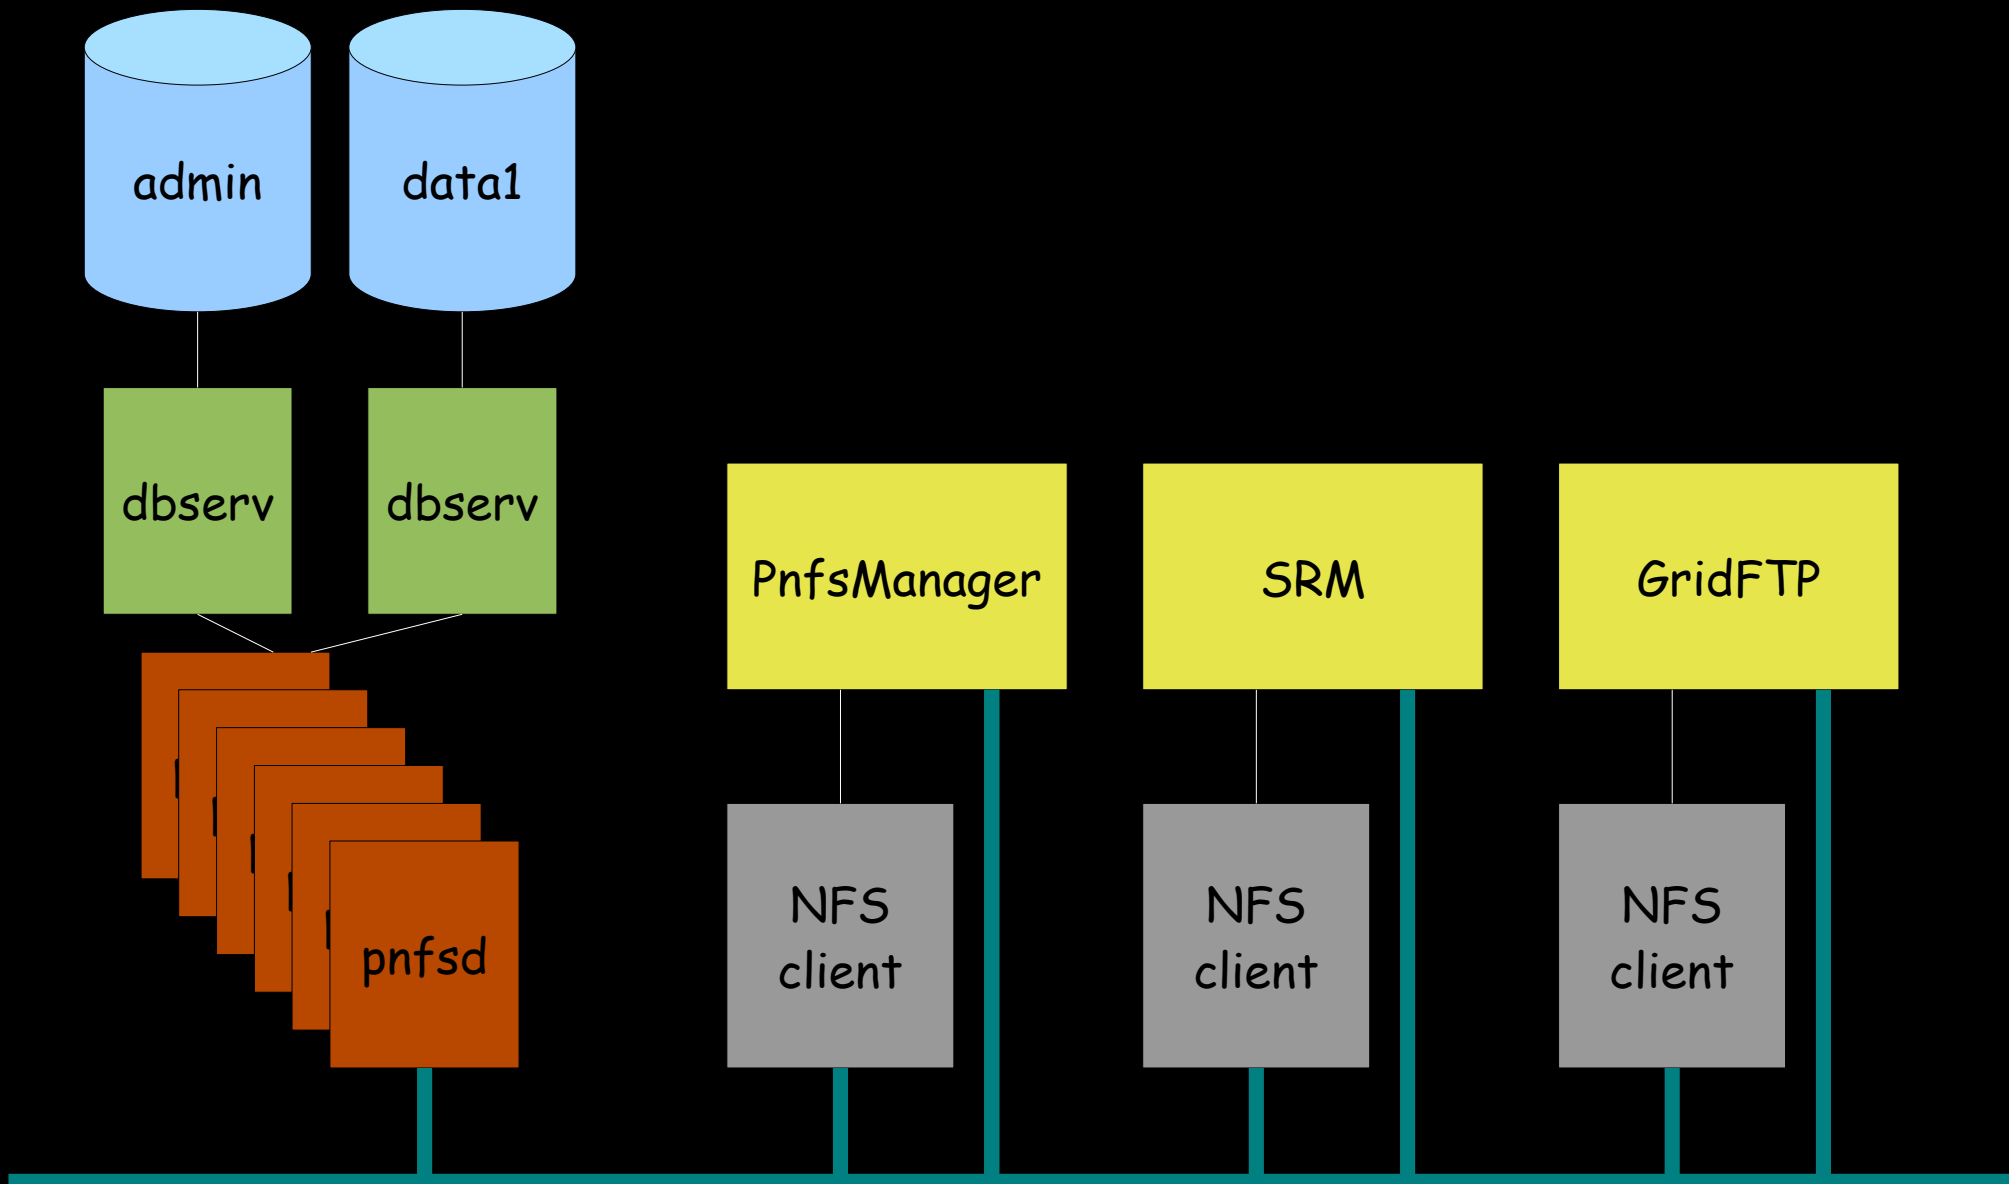 admin
data1
dbserv
dbserv
PnfsManager
SRM
GridFTP
pnfsd
NFS
client
NFS
client
NFS
client